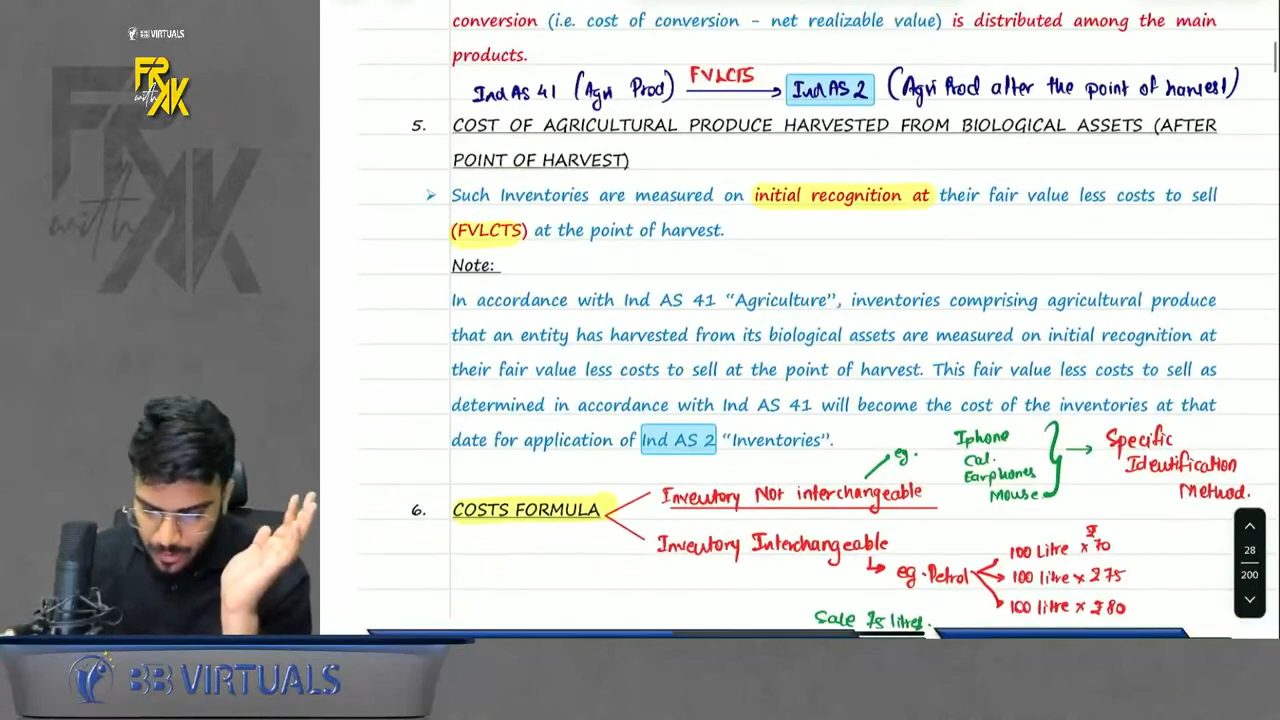 BB VIRTUALS
FR
with AK
FR
with AK
conversion (i.e. cost of conversion - net realizable value) is distributed among the main
products.
Ind AS 41 (Agri Prod) FVLCTS Ind AS 2 (Agri Prod after the point of harvest)
5. COST OF AGRICULTURAL PRODUCE HARVESTED FROM BIOLOGICAL ASSETS (AFTER
POINT OF HARVEST)
Such Inventories are measured on initial recognition at their fair value less costs to sell
(FVLCTS) at the point of harvest.
Note:
In accordance with Ind AS 41 “Agriculture”, inventories comprising agricultural produce
that an entity has harvested from its biological assets are measured on initial recognition at
their fair value less costs to sell at the point of harvest. This fair value less costs to sell as
determined in accordance with Ind AS 41 will become the cost of the inventories at that
date for application of Ind AS 2 “Inventories”.
eg.
Iphone
Cal.
Earphones
Mouse
Specific
Identification
Method.
6. COSTS FORMULA
Inventory Not interchangeable
Inventory Interchangeable
eg. Petrol
100 Litre x ₹70
100 litre x ₹75
100 litre x ₹80
Sale 75 litres.
28
200
BB VIRTUALS